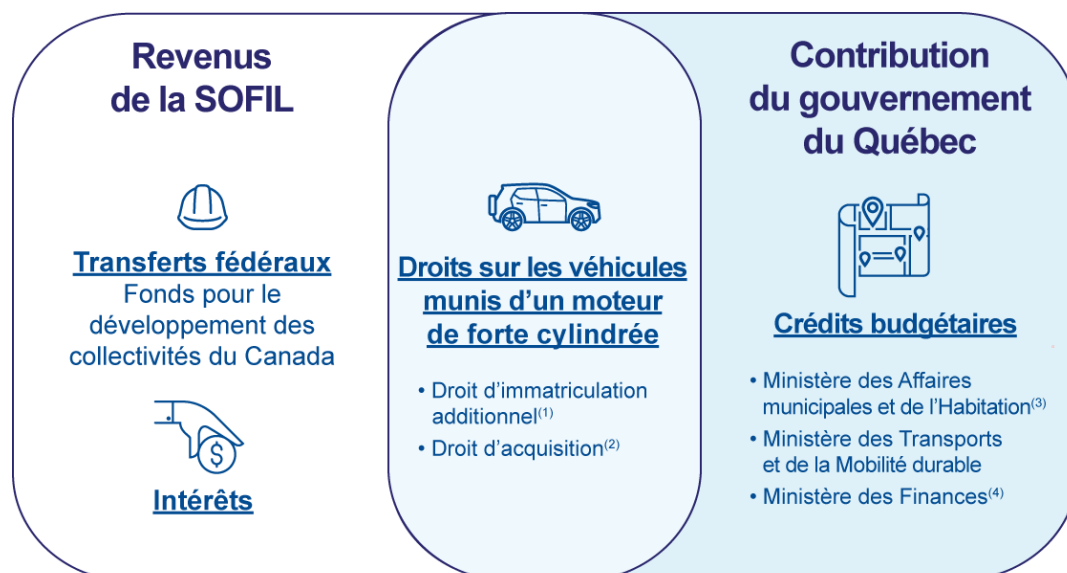 Revenus
de la SOFIL
Transferts fédéraux
Fonds pour le
développement des
collectivités du Canada
$
Intérêts
Droits sur les véhicules
munis d’un moteur
de forte cylindrée
• Droit d’immatriculation
additionnel(1)
• Droit d’acquisition(2)
Contribution
du gouvernement
du Québec
Crédits budgétaires
• Ministère des Affaires
municipales et de l’Habitation(3)
• Ministère des Transports
et de la Mobilité durable
• Ministère des Finances(4)